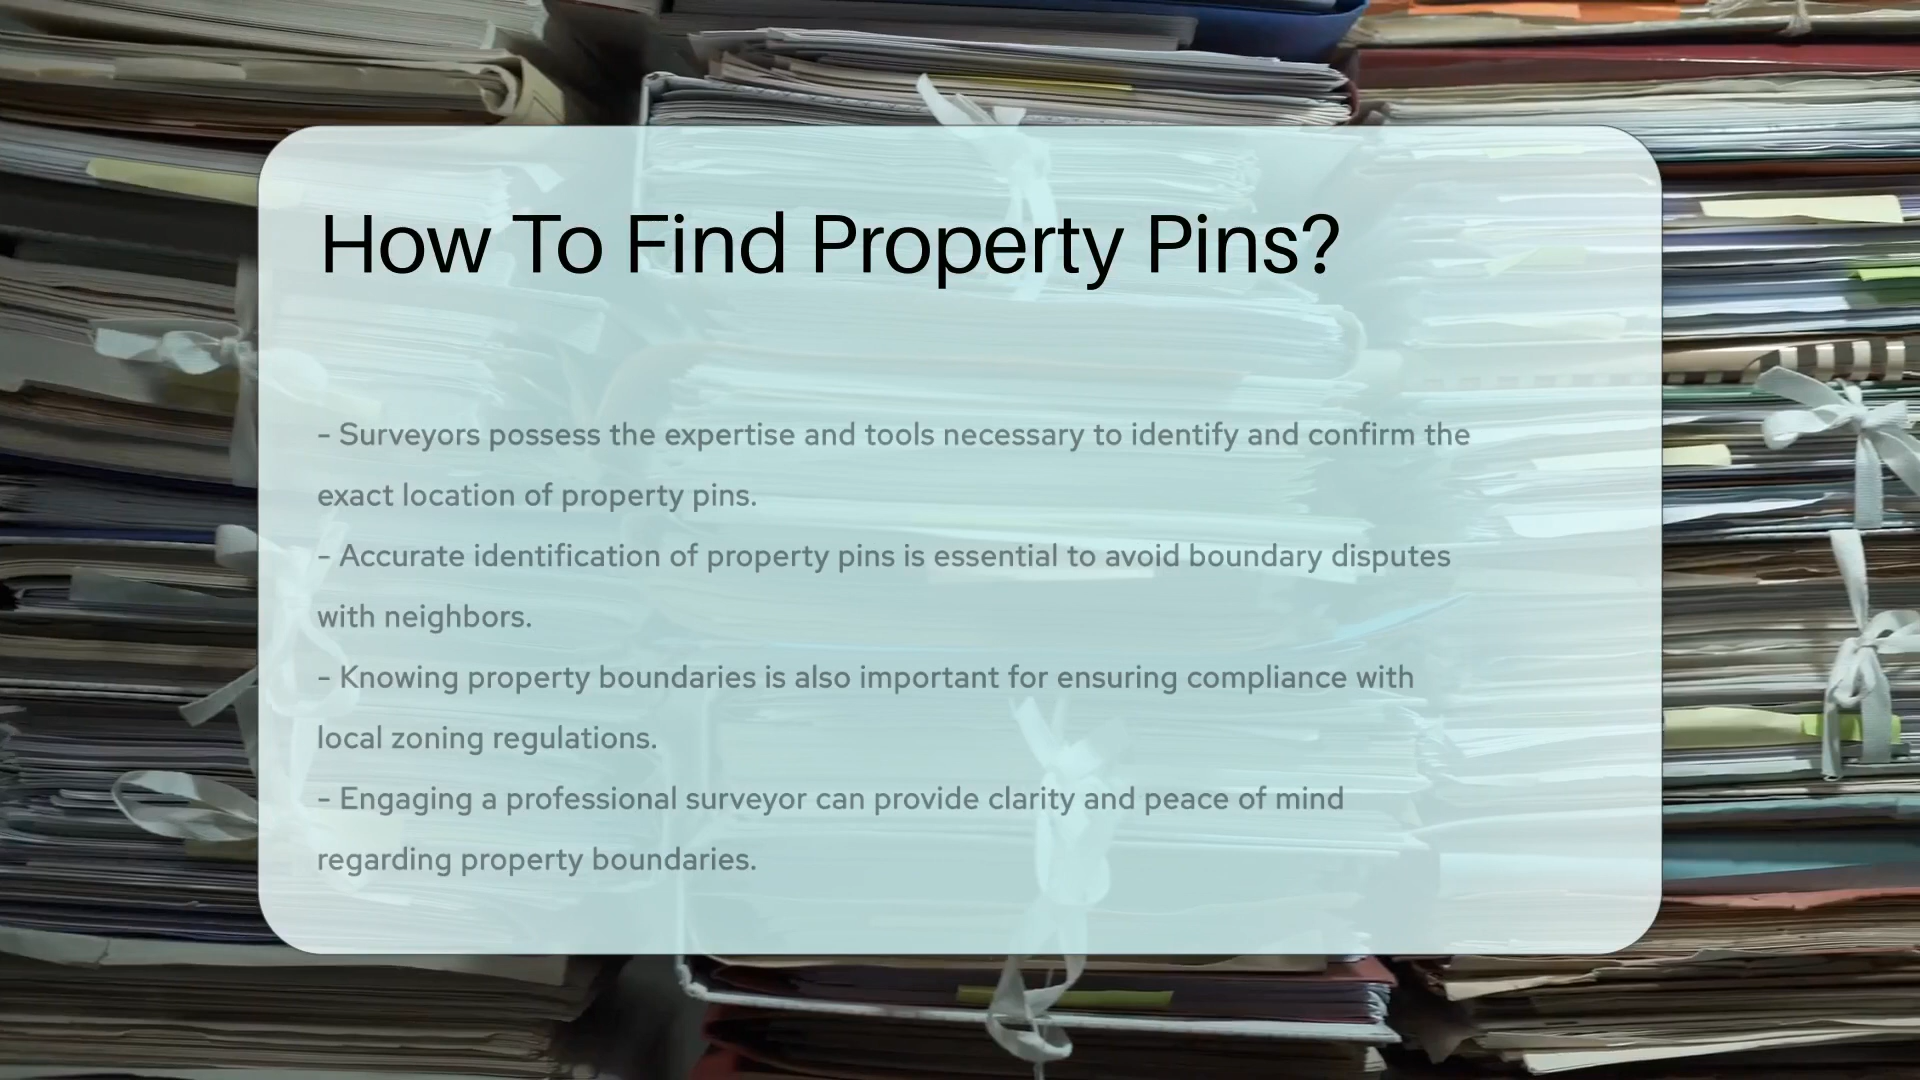 How To Find Property Pins?
– Surveyors possess the expertise and tools necessary to identify and confirm the
exact location of property pins.
– Accurate identification of property pins is essential to avoid boundary disputes
with neighbors.
– Knowing property boundaries is also important for ensuring compliance with
local zoning regulations.
– Engaging a professional surveyor can provide clarity and peace of mind
regarding property boundaries.